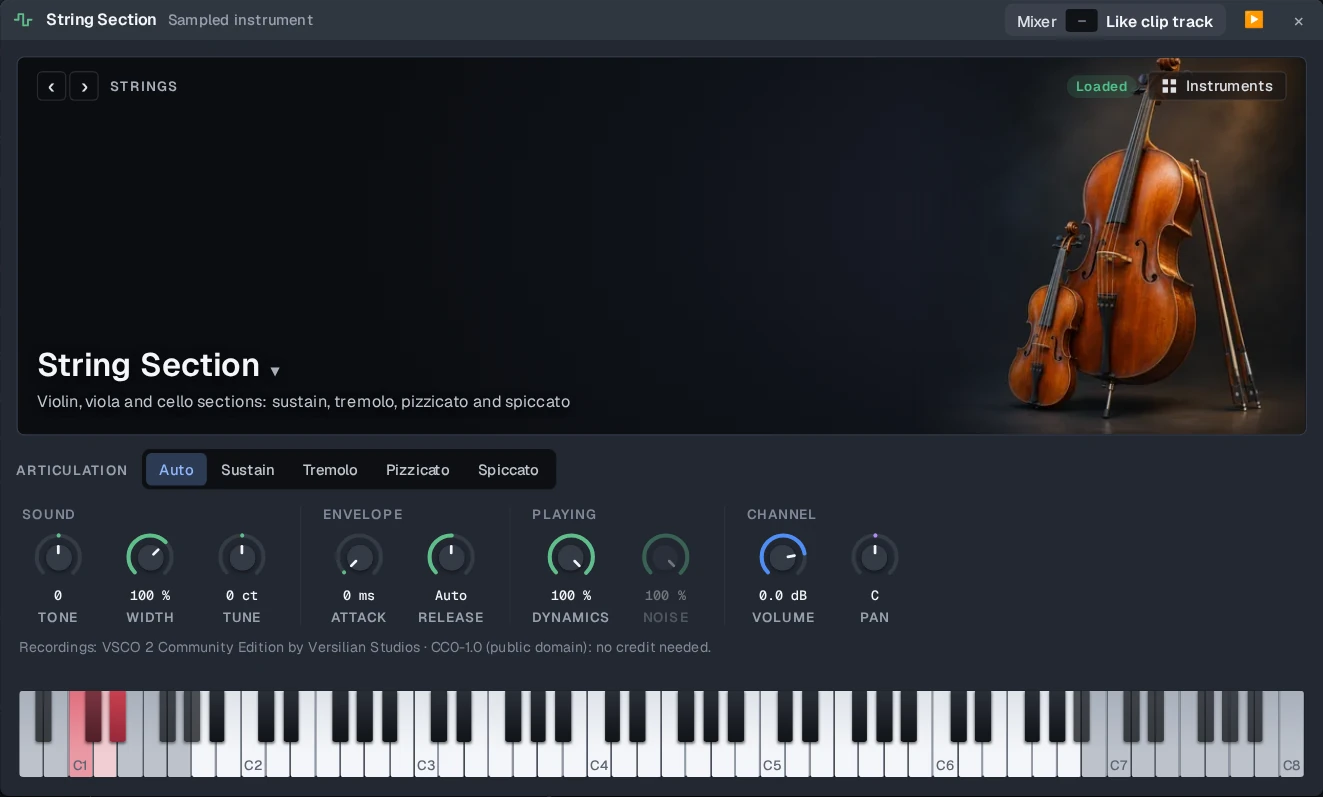 String Section Sampled instrument Mixer – Like clip track
‹ › STRINGS Loaded Instruments
String Section
Violin, viola and cello sections: sustain, tremolo, pizzicato and spiccato
ARTICULATION Auto Sustain Tremolo Pizzicato Spiccato
SOUND ENVELOPE PLAYING CHANNEL
0 100 % 0 ct 0 ms Auto 100 % 100 % 0.0 dB C
TONE WIDTH TUNE ATTACK RELEASE DYNAMICS NOISE VOLUME PAN
Recordings: VSCO 2 Community Edition by Versilian Studios · CC0-1.0 (public domain): no credit needed.
C1 C2 C3 C4 C5 C6 C7 C8